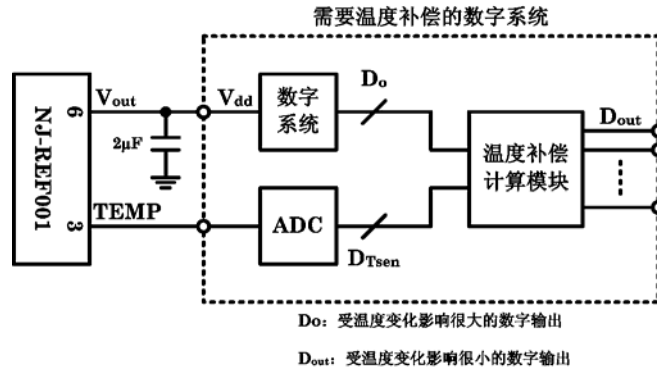 需要温度补偿的数字系统
NJ-REF001
6
3
Vout
2μF
TEMP
Vdd
数字
系统
Do
ADC
DTsen
温度补偿
计算模块
Dout
Do: 受温度变化影响很大的数字输出
Dout: 受温度变化影响很小的数字输出